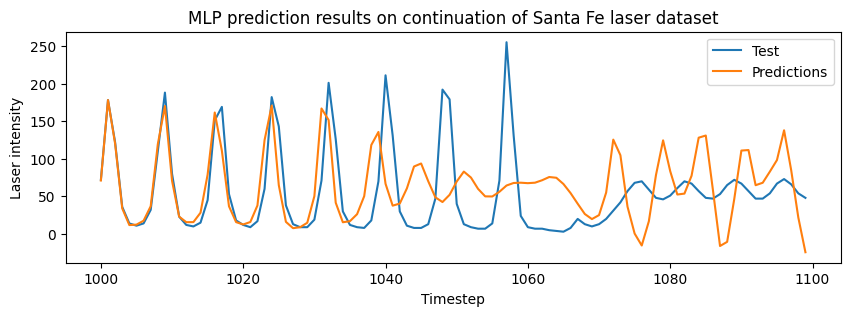 MLP prediction results on continuation of Santa Fe laser dataset
Laser intensity
250
200
150
100
50
0
Test
Predictions
1000
1020
1040
1060
1080
1100
Timestep